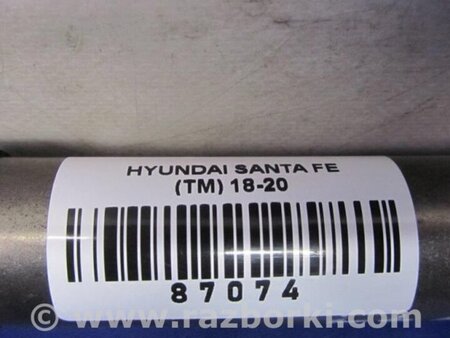 HYUNDAI SANTA FE
(TM) 18-20
87074
© www.razborki.com